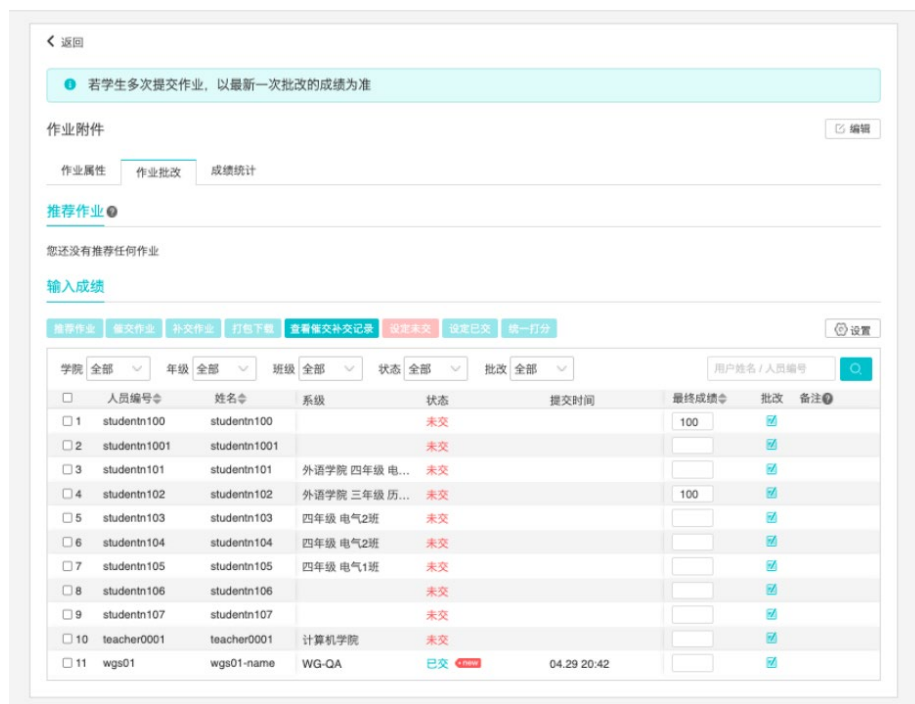 返回
若学生多次提交作业，以最新一次批改的成绩为准
作业附件 编辑
作业属性 作业批改 成绩统计
推荐作业
您还没有推荐任何作业
输入成绩
推荐作业 催交作业 补交作业 打包下载 查看催交补交记录 设定未交 设定已交 统一打分 设置
学院 全部 年级 全部 班级 全部 状态 全部 批改 全部 用户姓名 / 人员编号
人员编号 姓名 系级 状态 提交时间 最终成绩 批改 备注
1 studentn100 studentn100 未交 100
2 studentn1001 studentn1001 未交
3 studentn101 studentn101 外语学院 四年级 电... 未交
4 studentn102 studentn102 外语学院 三年级 历... 未交 100
5 studentn103 studentn103 四年级 电气2班 未交
6 studentn104 studentn104 四年级 电气2班 未交
7 studentn105 studentn105 四年级 电气1班 未交
8 studentn106 studentn106 未交
9 studentn107 studentn107 未交
10 teacher0001 teacher0001 计算机学院 未交
11 wgs01 wgs01-name WG-QA 已交 new 04.29 20:42